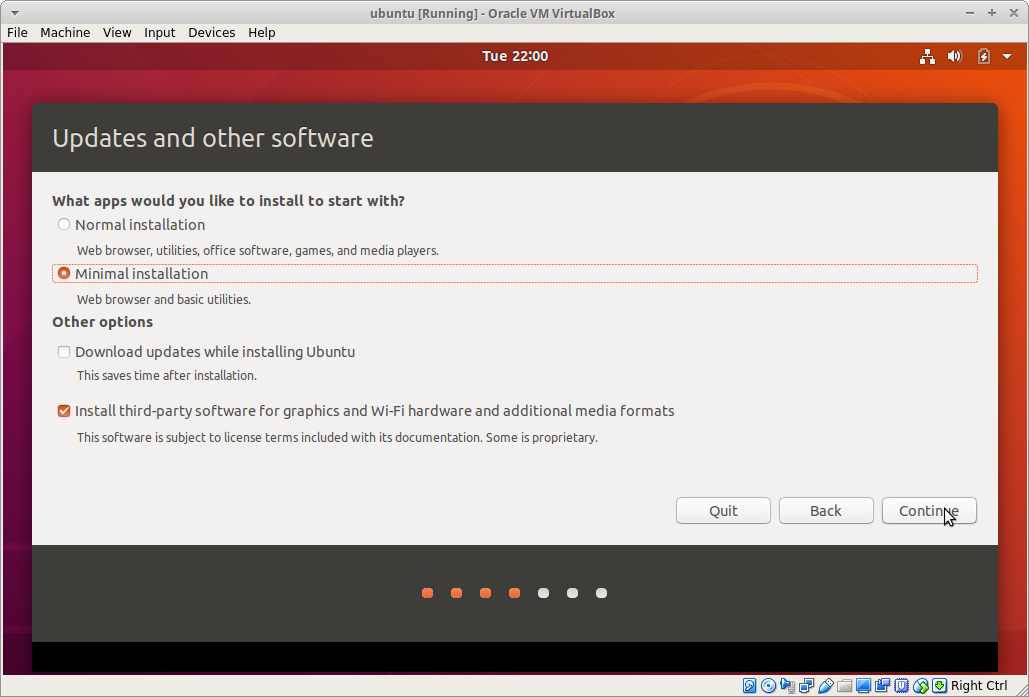 ubuntu [Running] - Oracle VM VirtualBox
File Machine View Input Devices Help
Tue 22:00
Updates and other software
What apps would you like to install to start with?
Normal installation
Web browser, utilities, office software, games, and media players.
Minimal installation
Web browser and basic utilities.
Other options
Download updates while installing Ubuntu
This saves time after installation.
Install third-party software for graphics and Wi-Fi hardware and additional media formats
This software is subject to license terms included with its documentation. Some is proprietary.
Quit Back Continue
Right Ctrl